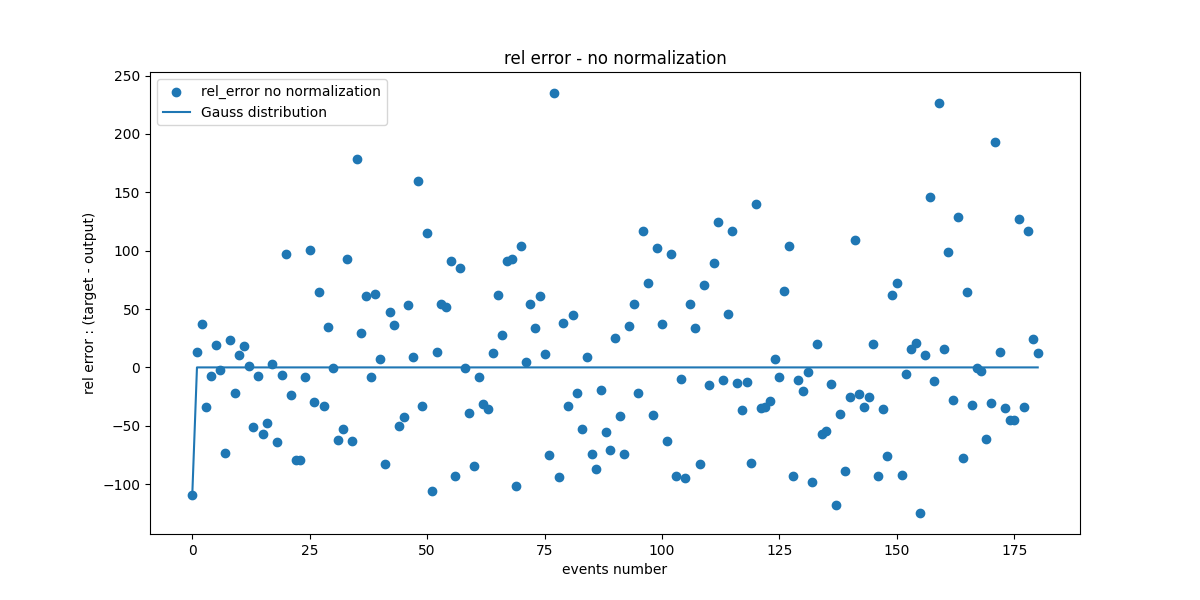 rel error - no normalization
rel_error no normalization
Gauss distribution
rel error : (target - output)
250
200
150
100
50
0
−50
−100
0 25 50 75 100 125 150 175
events number